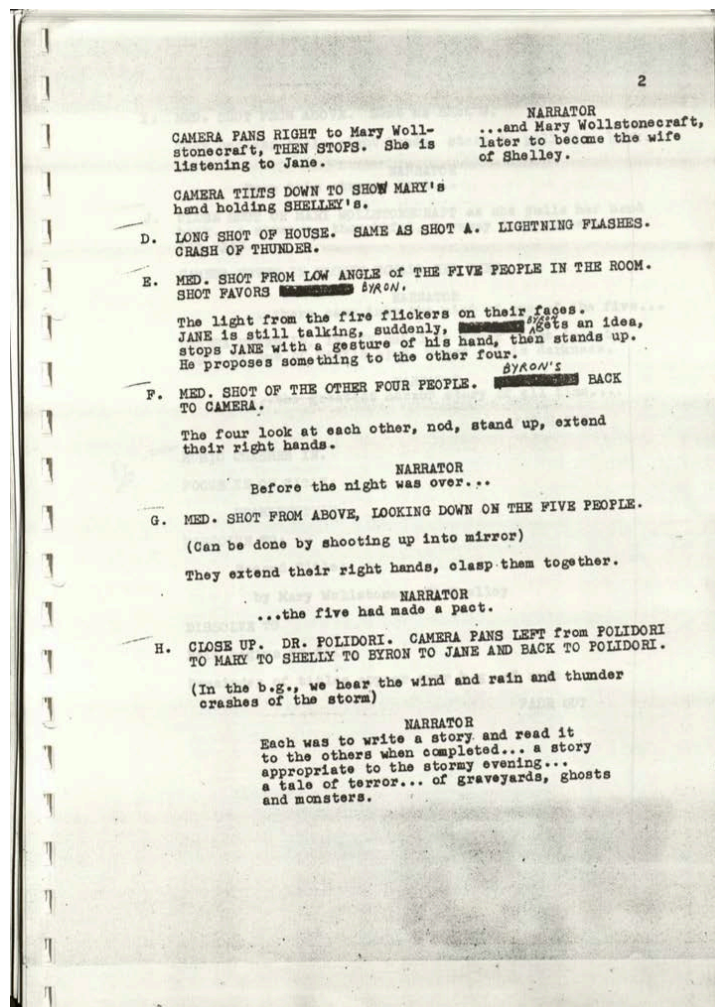 2
NARRATOR
CAMERA PANS RIGHT to Mary Woll-
stonecraft, THEN STOPS. She is
listening to Jane.
...and Mary Wollstonecraft,
later to become the wife
of Shelley.
CAMERA TILTS DOWN TO SHOW MARY's
hand holding SHELLEY's.
D. LONG SHOT OF HOUSE. SAME AS SHOT A. LIGHTNING FLASHES.
CRASH OF THUNDER.
E. MED. SHOT FROM LOW ANGLE of THE FIVE PEOPLE IN THE ROOM.
SHOT FAVORS BYRON.
The light from the fire flickers on their faces.
JANE is still talking, suddenly, BYRON gets an idea,
stops JANE with a gesture of his hand, then stands up.
He proposes something to the other four.
F. MED. SHOT OF THE OTHER FOUR PEOPLE. BYRON'S BACK
TO CAMERA.
The four look at each other, nod, stand up, extend
their right hands.
NARRATOR
Before the night was over...
G. MED. SHOT FROM ABOVE, LOOKING DOWN ON THE FIVE PEOPLE.
(Can be done by shooting up into mirror)
They extend their right hands, clasp them together.
by Mary Wollstonecraft Shelley
NARRATOR
...the five had made a pact.
DISSOLVE TO
H. CLOSE UP. DR. POLIDORI. CAMERA PANS LEFT from POLIDORI
TO MARY TO SHELLY TO BYRON TO JANE AND BACK TO POLIDORI.
(In the b.g., we hear the wind and rain and thunder
crashes of the storm)
FADE OUT
NARRATOR
Each was to write a story and read it
to the others when completed... a story
appropriate to the stormy evening...
a tale of terror... of graveyards, ghosts
and monsters.